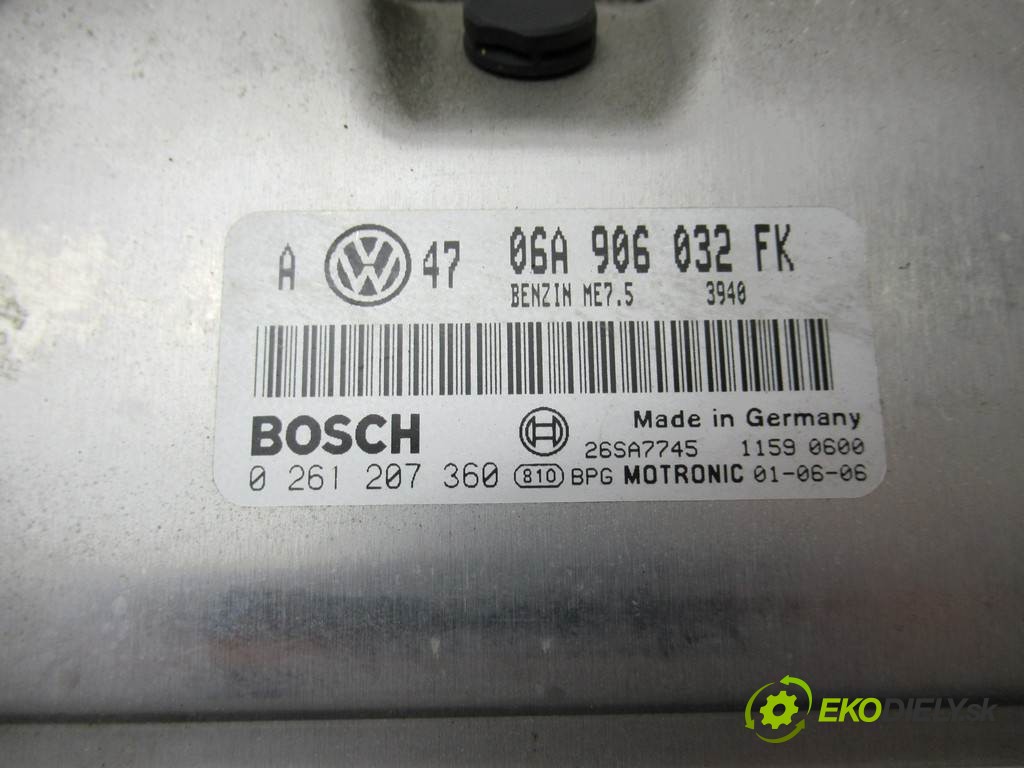 A VW 47 06A 906 032 FK
BENZIN ME7.5 3940
BOSCH Made in Germany
26SA7745 1159 0600
0 261 207 360 810 BPG MOTRONIC 01-06-06
EKODIELY.sk